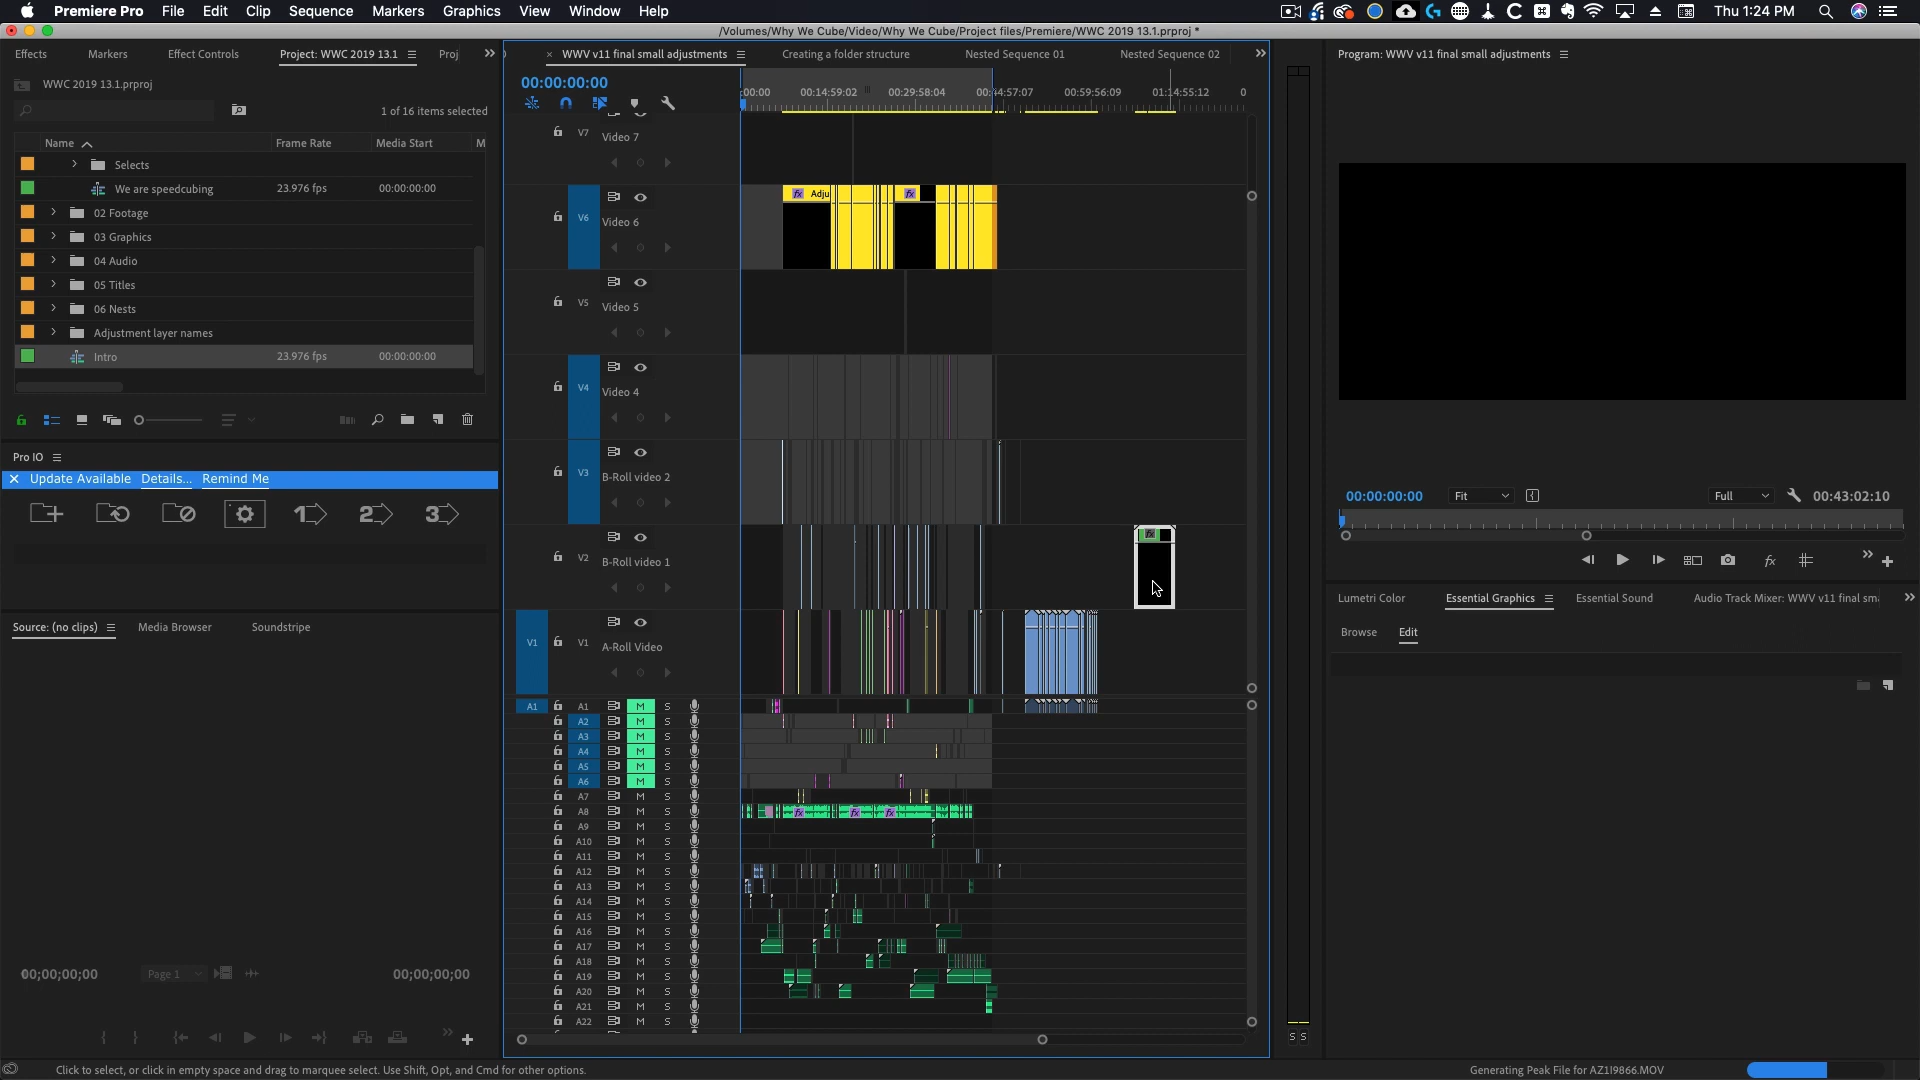 Premiere Pro File Edit Clip Sequence Markers Graphics View Window Help Thu 1:24 PM
/Volumes/Why We Cube/Video/Why We Cube/Project files/Premiere/WWC 2019 13.1.prproj *
Effects Markers Effect Controls Project: WWC 2019 13.1 Proj
WWC 2019 13.1.prproj
1 of 16 items selected
Name Frame Rate Media Start M
Selects
We are speedcubing 23.976 fps 00:00:00:00
02 Footage
03 Graphics
04 Audio
05 Titles
06 Nests
Adjustment layer names
Intro 23.976 fps 00:00:00:00
Pro IO
Update Available Details... Remind Me
1 2 3
Source: (no clips) Media Browser Soundstripe
00;00;00;00 Page 1 00;00;00;00
WWV v11 final small adjustments Creating a folder structure Nested Sequence 01 Nested Sequence 02
00:00:00:00
:00:00 00:14:59:02 00:29:58:04 00:44:57:07 00:59:56:09 01:14:55:12 0
V7 Video 7
V6 Video 6
fx Adju fx
V5 Video 5
V4 Video 4
V3 B-Roll video 2
V2 B-Roll video 1
fx
V1 V1 A-Roll Video
A1 A1 M S
A2 M S
A3 M S
A4 M S
A5 M S
A6 M S
A7 M S
A8 M S fx fx fx
A9 M S
A10 M S
A11 M S
A12 M S
A13 M S
A14 M S
A15 M S
A16 M S
A17 M S
A18 M S
A19 M S
A20 M S
A21 M S
A22 M S
S S
Program: WWV v11 final small adjustments
00:00:00:00 Fit Full 00:43:02:10
fx
Lumetri Color Essential Graphics Essential Sound Audio Track Mixer: WWV v11 final sma
Browse Edit
Click to select, or click in empty space and drag to marquee select. Use Shift, Opt, and Cmd for other options.
Generating Peak File for AZ1I9866.MOV